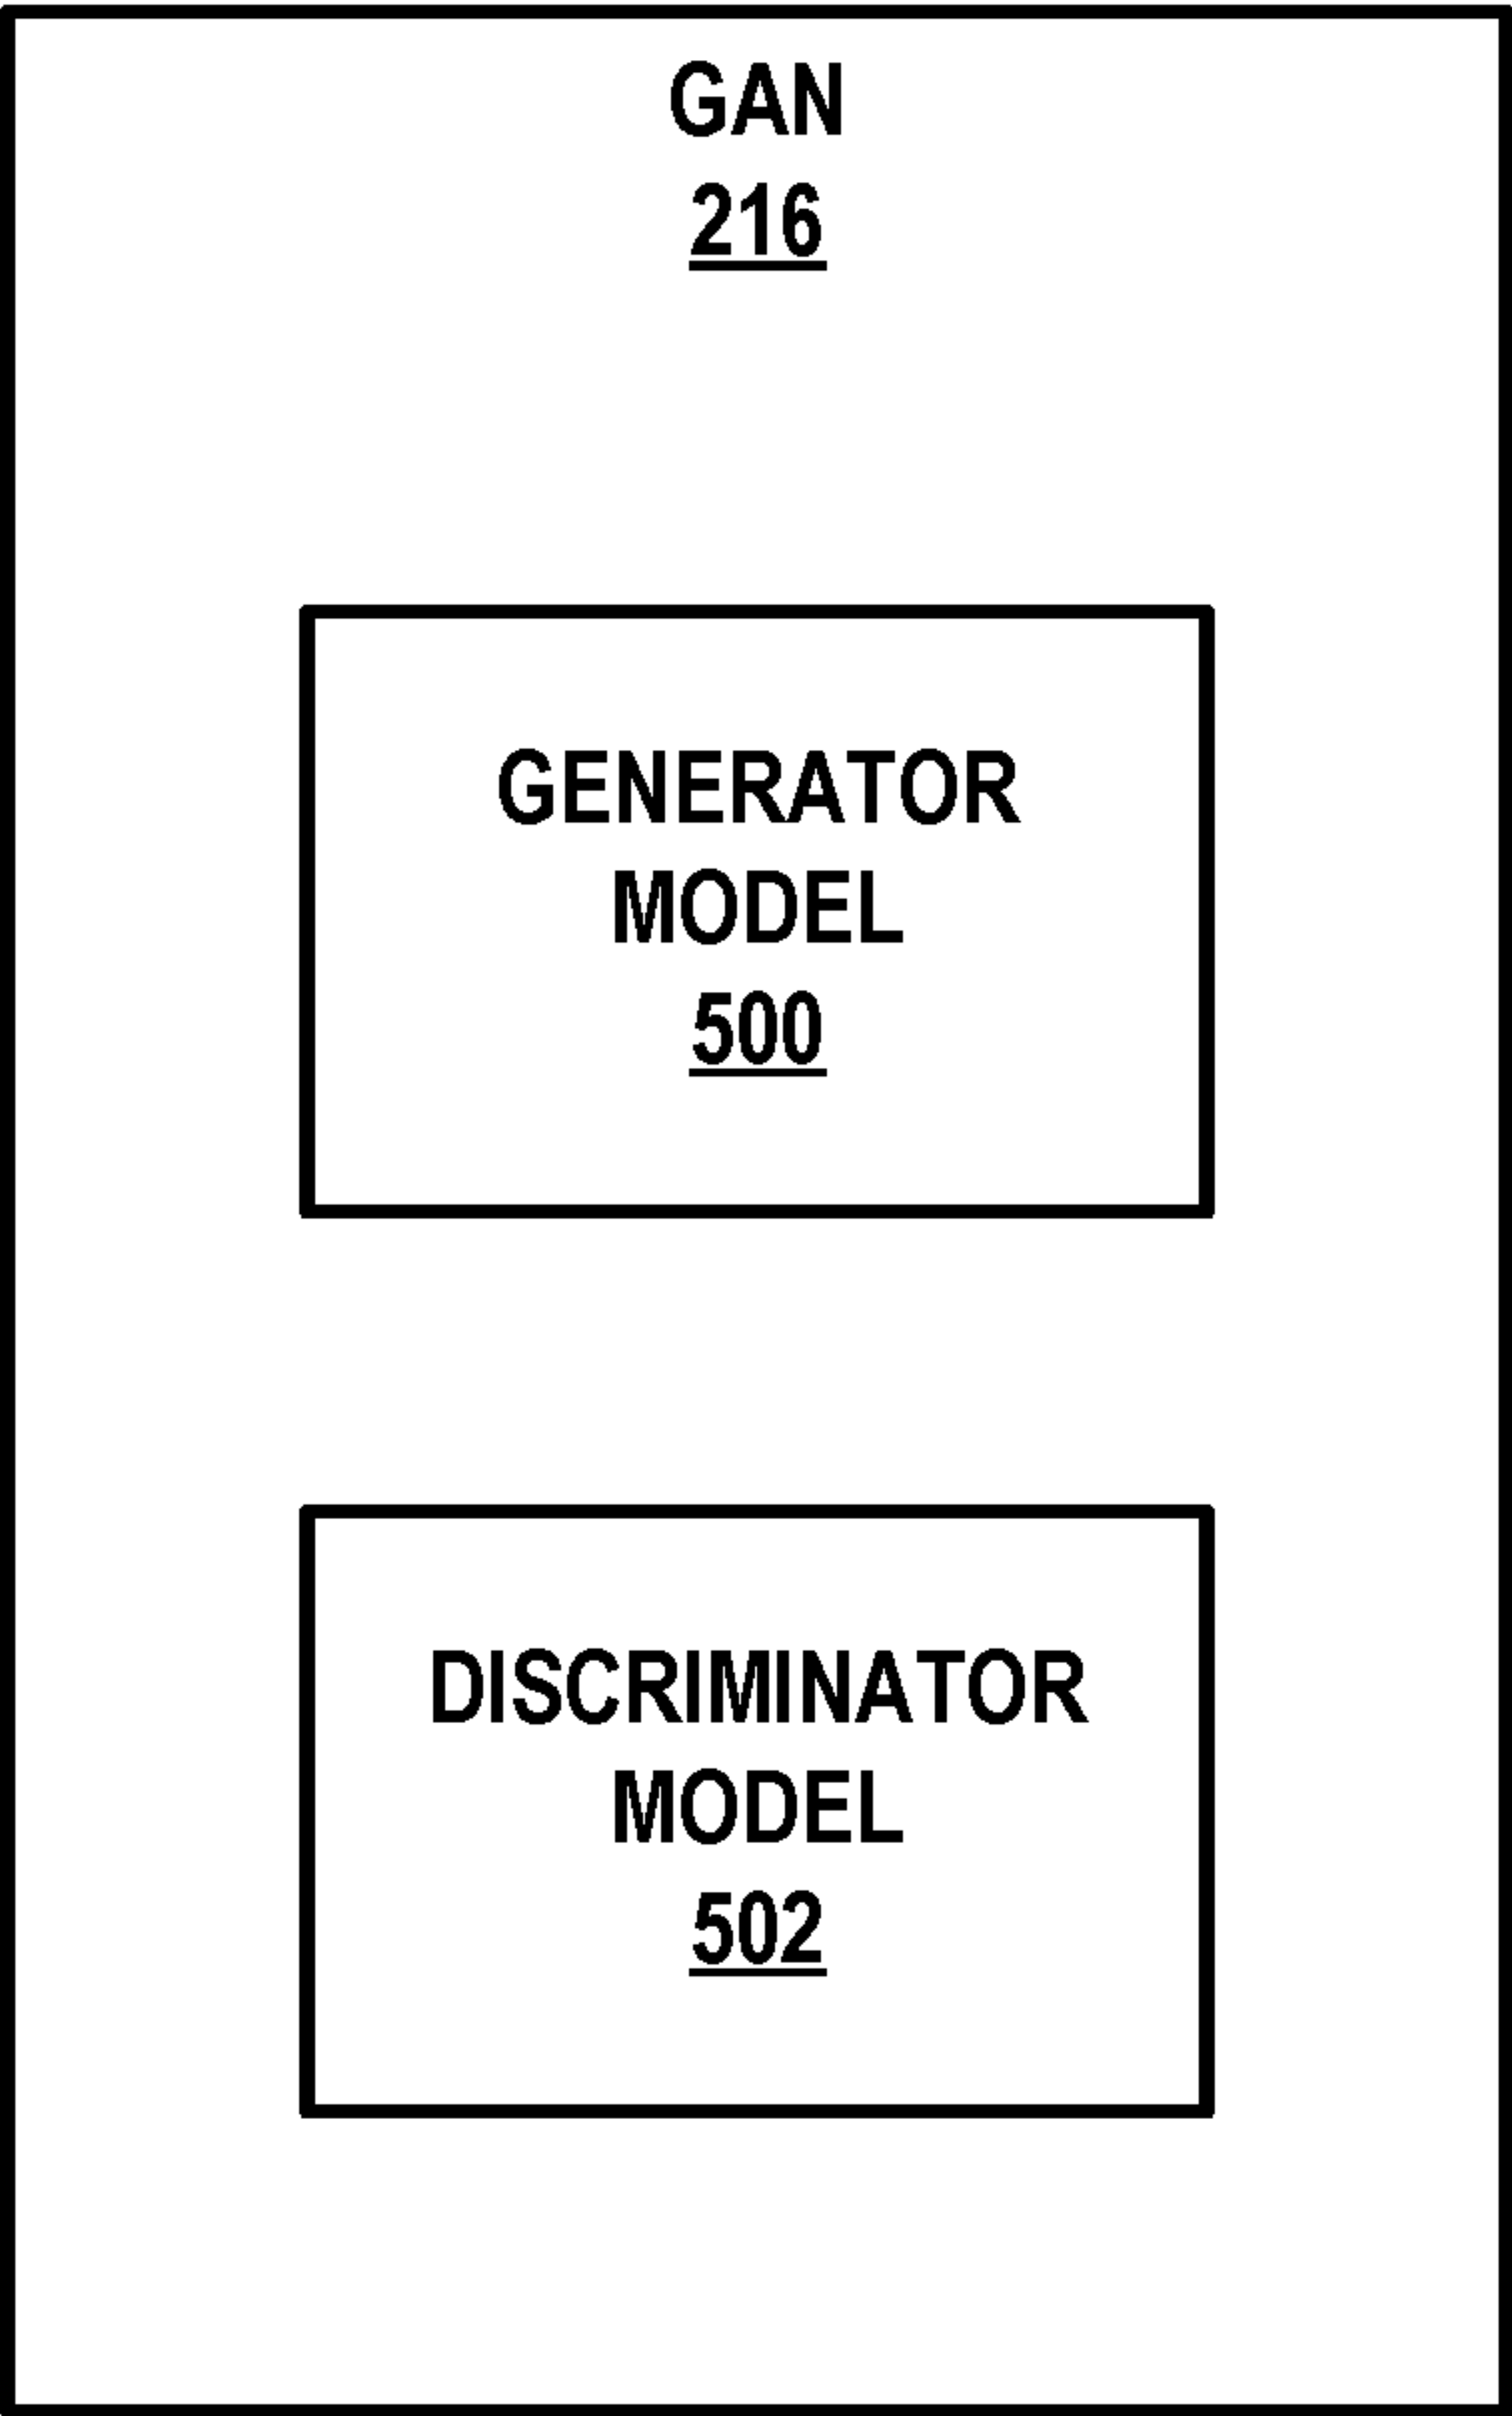 GAN
216
GENERATOR
MODEL
500
DISCRIMINATOR
MODEL
502